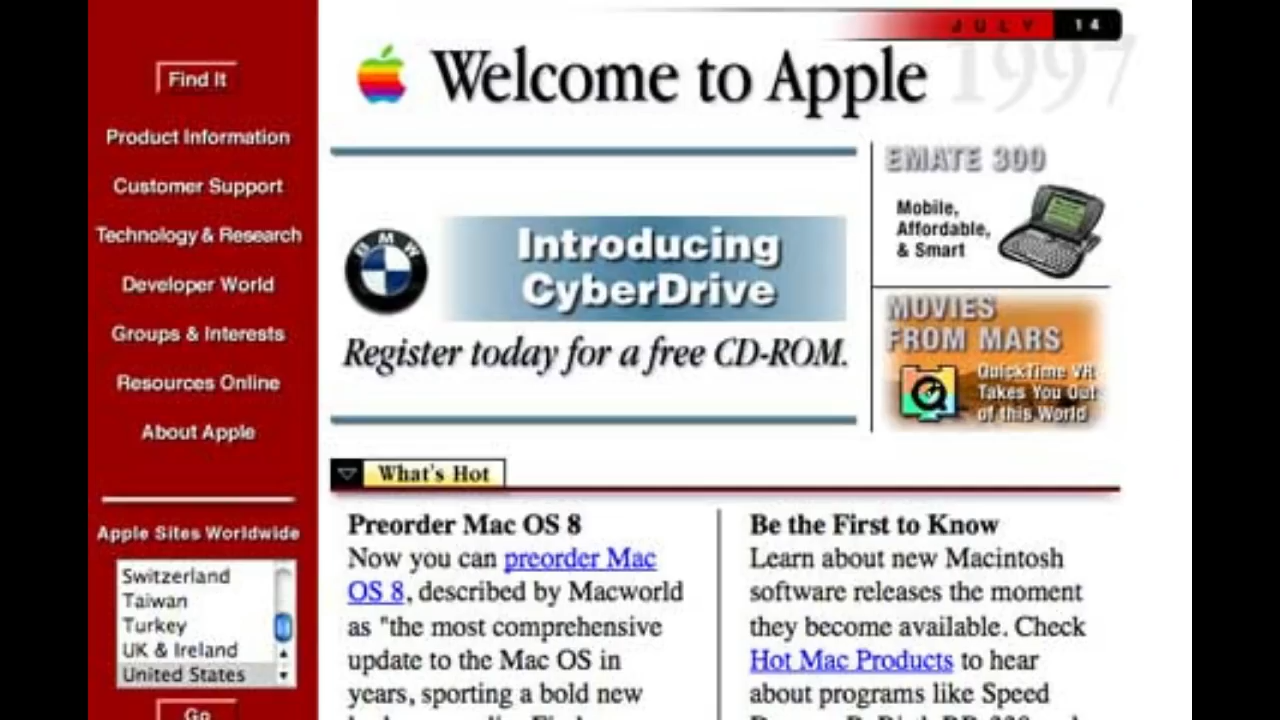 JULY 14
1997
Welcome to Apple
Find It
Product Information
Customer Support
Technology & Research
Developer World
Groups & Interests
Resources Online
About Apple
Apple Sites Worldwide
Switzerland
Taiwan
Turkey
UK & Ireland
United States
Go
BMW
Introducing
CyberDrive
Register today for a free CD-ROM.
EMATE 300
Mobile,
Affordable,
& Smart
MOVIES
FROM MARS
QuickTime VR
Takes You Out
of this World
What's Hot
Preorder Mac OS 8
Now you can preorder Mac
OS 8, described by Macworld
as "the most comprehensive
update to the Mac OS in
years, sporting a bold new
Be the First to Know
Learn about new Macintosh
software releases the moment
they become available. Check
Hot Mac Products to hear
about programs like Speed